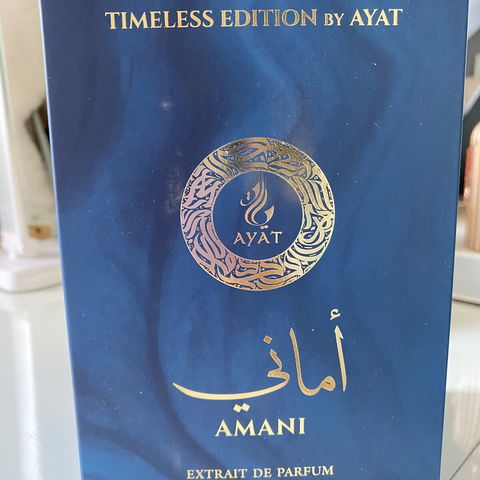 TIMELESS EDITION BY AYAT
AYAT
أماني
AMANI
EXTRAIT DE PARFUM